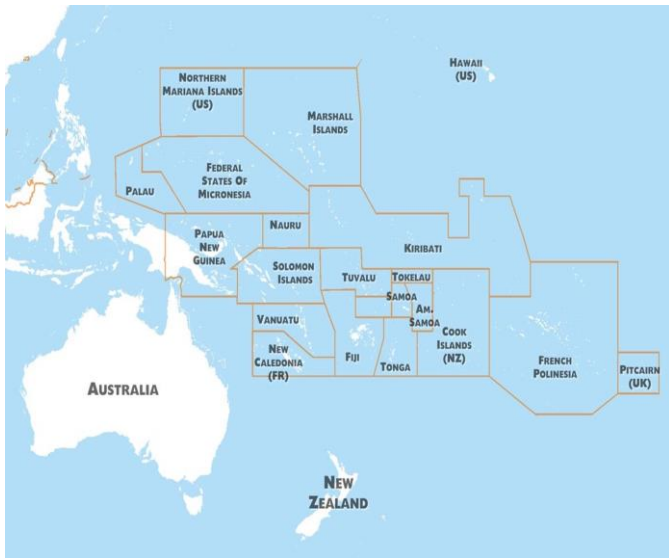 HAWAII
(US)
NORTHERN
MARIANA ISLANDS
(US)
MARSHALL
ISLANDS
FEDERAL
STATES OF
MICRONESIA
PALAU
NAURU
PAPUA
NEW
GUINEA
KIRIBATI
SOLOMON
ISLANDS
TUVALU
TOKELAU
SAMOA
AM.
SAMOA
COOK
ISLANDS
(NZ)
VANUATU
NEW
CALEDONIA
(FR)
FIJI
TONGA
FRENCH
POLINESIA
PITCAIRN
(UK)
AUSTRALIA
NEW
ZEALAND